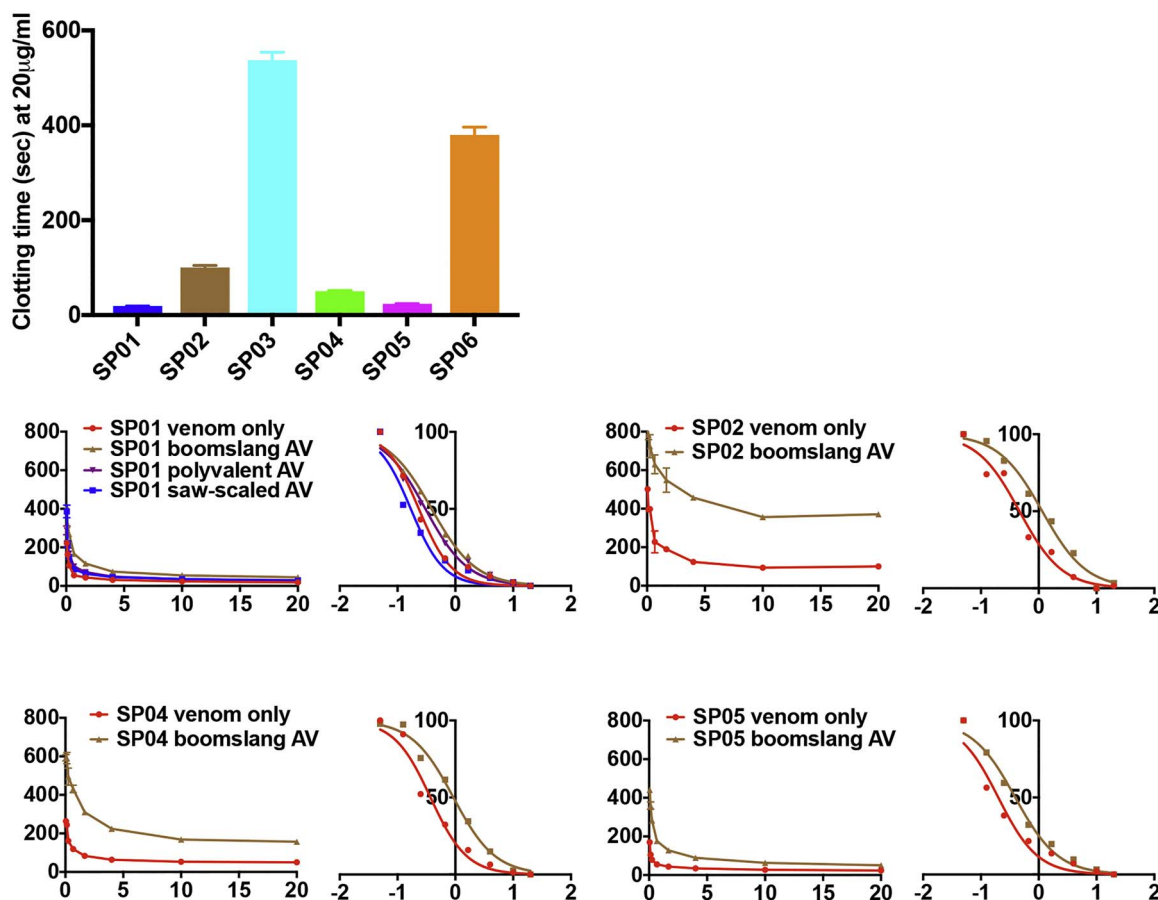 Clotting time (sec) at 20µg/ml
600
400
200
0
SP01
SP02
SP03
SP04
SP05
SP06
SP01 venom only
SP01 boomslang AV
SP01 polyvalent AV
SP01 saw-scaled AV
800
600
400
200
0
0 5 10 15 20
100
50
-2 -1 0 1 2
SP02 venom only
SP02 boomslang AV
800
600
400
200
0
0 5 10 15 20
100
50
-2 -1 0 1 2
SP04 venom only
SP04 boomslang AV
800
600
400
200
0
0 5 10 15 20
100
50
-2 -1 0 1 2
SP05 venom only
SP05 boomslang AV
800
600
400
200
0
0 5 10 15 20
100
50
-2 -1 0 1 2